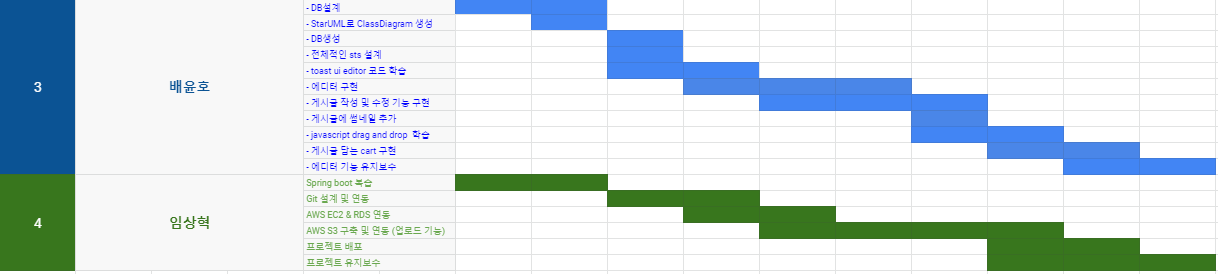 3
배윤호
- DB설계
- StarUML로 ClassDiagram 생성
- DB생성
- 전체적인 sts 설계
- toast ui editor 코드 학습
- 에디터 구현
- 게시글 작성 및 수정 기능 구현
- 게시글에 썸네일 추가
- javascript drag and drop 학습
- 게시글 담는 cart 구현
- 에디터 기능 유지보수
4
임상혁
Spring boot 복습
Git 설계 및 연동
AWS EC2 & RDS 연동
AWS S3 구축 및 연동 (업로드 기능)
프로젝트 배포
프로젝트 유지보수